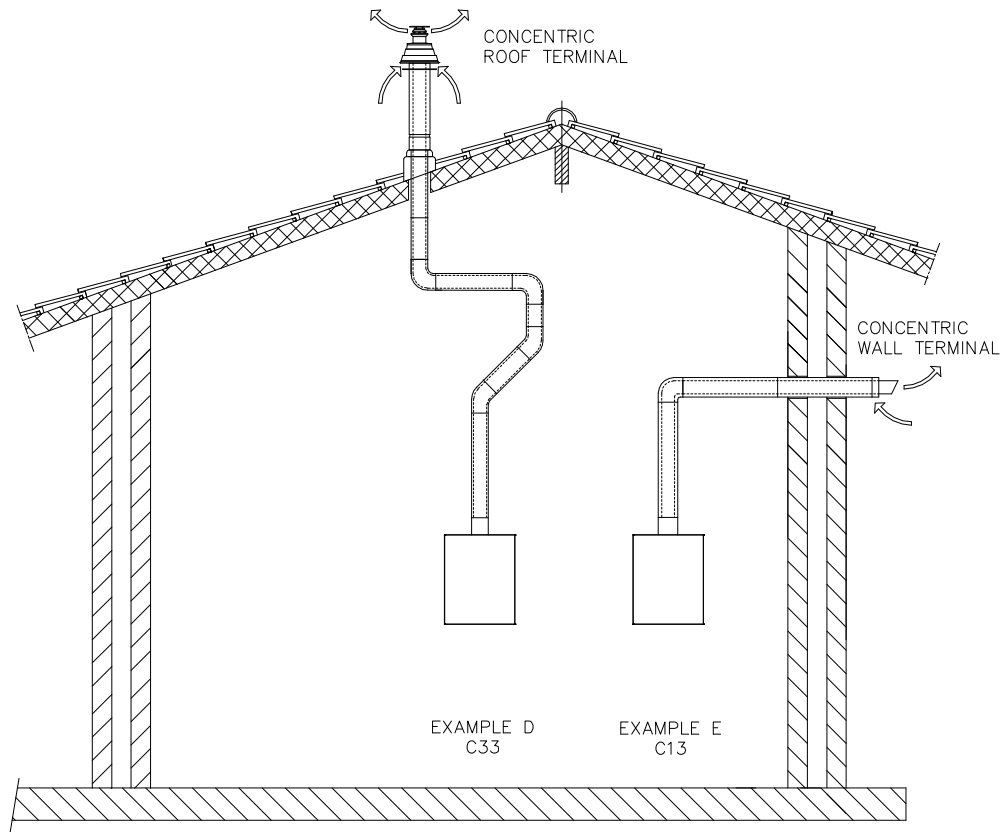 CONCENTRIC
ROOF TERMINAL
CONCENTRIC
WALL TERMINAL
EXAMPLE D
C33
EXAMPLE E
C13